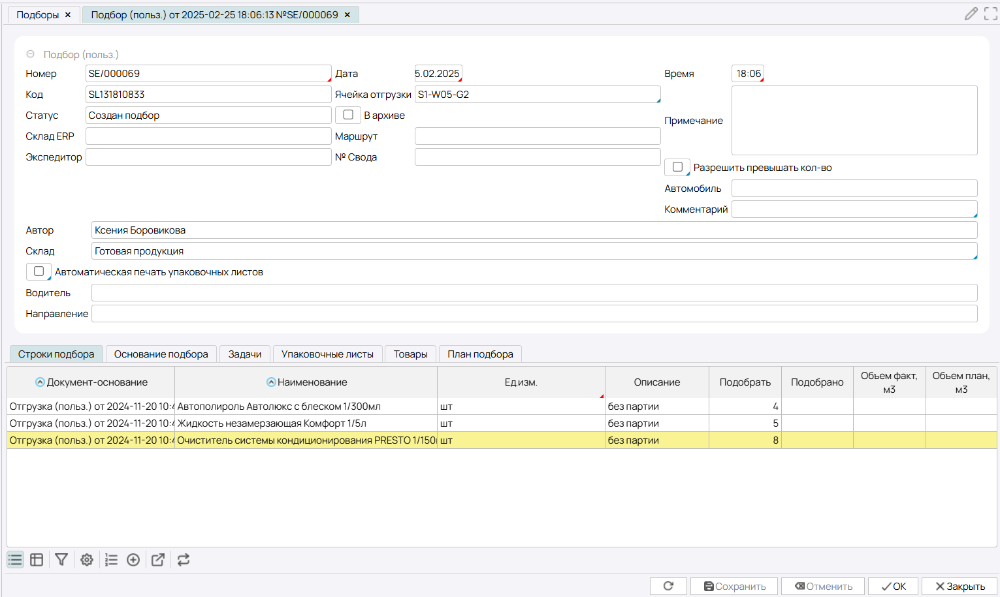 Подборы ×
Подбор (польз.) от 2025-02-25 18:06:13 №SE/000069 ×
Подбор (польз.)
Номер SE/000069 Дата 5.02.2025 Время 18:06
Код SL131810833 Ячейка отгрузки S1-W05-G2
Примечание
Статус Создан подбор В архиве
Склад ERP Маршрут
Экспедитор № Свода
Разрешить превышать кол-во
Автомобиль
Комментарий
Автор Ксения Боровикова
Склад Готовая продукция
Автоматическая печать упаковочных листов
Водитель
Направление
Строки подбора Основание подбора Задачи Упаковочные листы Товары План подбора
Документ-основание Наименование Ед.изм. Описание Подобрать Подобрано Объем факт, м3 Объем план, м3
Отгрузка (польз.) от 2024-11-20 10:4 Автополироль Автолюкс с блеском 1/300мл шт без партии 4
Отгрузка (польз.) от 2024-11-20 10:4 Жидкость незамерзающая Комфорт 1/5л шт без партии 5
Отгрузка (польз.) от 2024-11-20 10:4 Очиститель системы кондиционирования PRESTO 1/150 шт без партии 8
Сохранить Отменить OK Закрыть